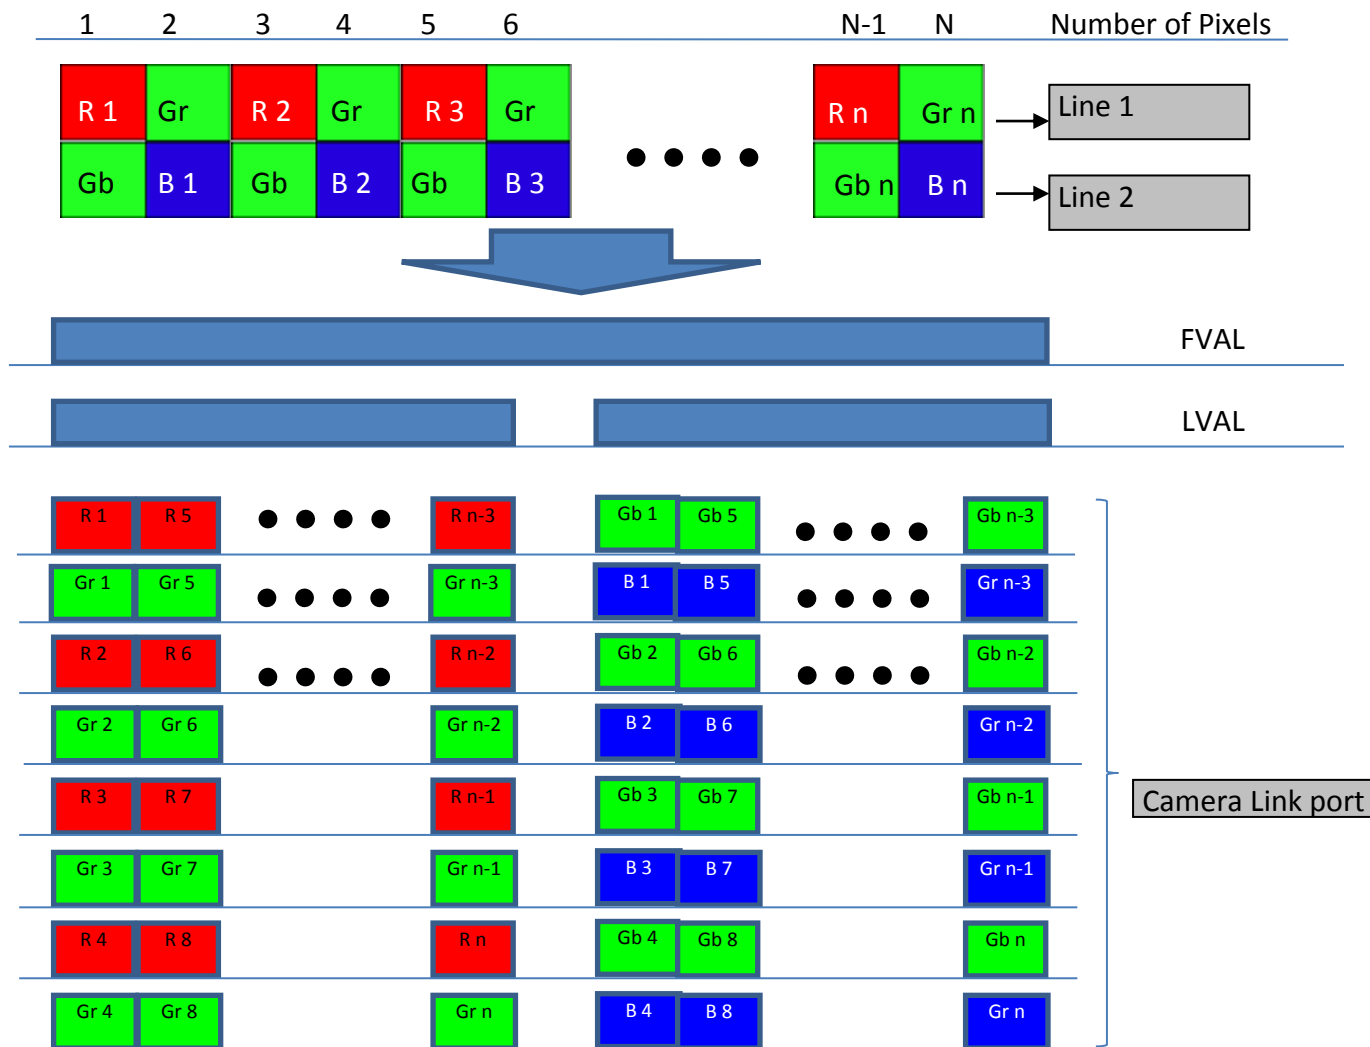 1 2 3 4 5 6 N-1 N Number of Pixels
R 1 Gr R 2 Gr R 3 Gr R n Gr n Line 1
Gb B 1 Gb B 2 Gb B 3 Gb n B n Line 2
FVAL
LVAL
R 1 R 5 R n-3 Gb 1 Gb 5 Gb n-3
Gr 1 Gr 5 Gr n-3 B 1 B 5 Gr n-3
R 2 R 6 R n-2 Gb 2 Gb 6 Gb n-2
Gr 2 Gr 6 Gr n-2 B 2 B 6 Gr n-2
R 3 R 7 R n-1 Gb 3 Gb 7 Gb n-1
Camera Link port
Gr 3 Gr 7 Gr n-1 B 3 B 7 Gr n-1
R 4 R 8 R n Gb 4 Gb 8 Gb n
Gr 4 Gr 8 Gr n B 4 B 8 Gr n